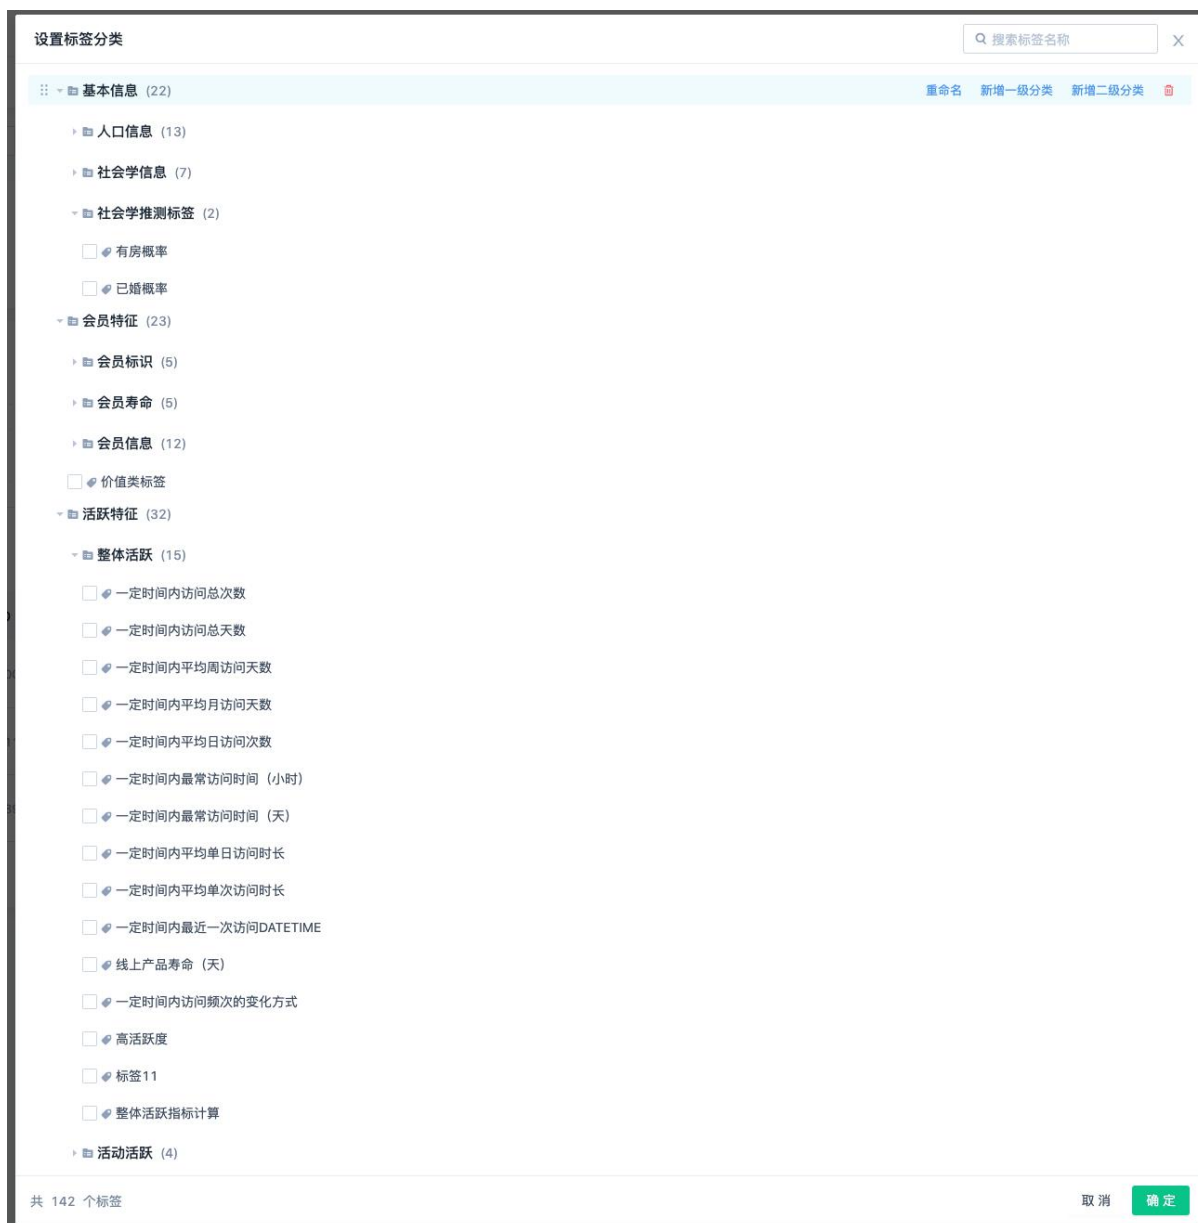 设置标签分类
搜索标签名称
基本信息 (22)
重命名 新增一级分类 新增二级分类
人口信息 (13)
社会学信息 (7)
社会学推测标签 (2)
有房概率
已婚概率
会员特征 (23)
会员标识 (5)
会员寿命 (5)
会员信息 (12)
价值类标签
活跃特征 (32)
整体活跃 (15)
一定时间内访问总次数
一定时间内访问总天数
一定时间内平均周访问天数
一定时间内平均月访问天数
一定时间内平均日访问次数
一定时间内最常访问时间（小时）
一定时间内最常访问时间（天）
一定时间内平均单日访问时长
一定时间内平均单次访问时长
一定时间内最近一次访问DATETIME
线上产品寿命（天）
一定时间内访问频次的变化方式
高活跃度
标签11
整体活跃指标计算
活动活跃 (4)
共 142 个标签
取消 确定